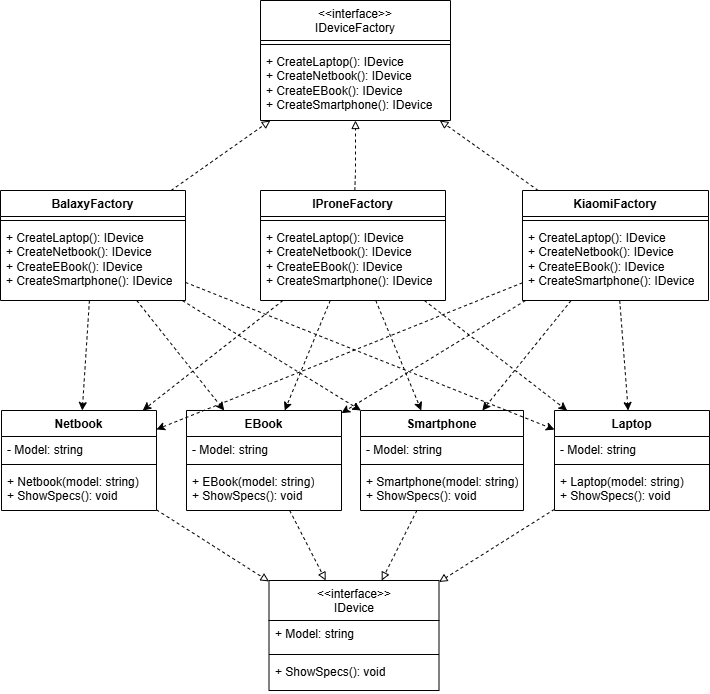 <<interface>>
IDeviceFactory
+ CreateLaptop(): IDevice
+ CreateNetbook(): IDevice
+ CreateEBook(): IDevice
+ CreateSmartphone(): IDevice
BalaxyFactory
+ CreateLaptop(): IDevice
+ CreateNetbook(): IDevice
+ CreateEBook(): IDevice
+ CreateSmartphone(): IDevice
IProneFactory
+ CreateLaptop(): IDevice
+ CreateNetbook(): IDevice
+ CreateEBook(): IDevice
+ CreateSmartphone(): IDevice
KiaomiFactory
+ CreateLaptop(): IDevice
+ CreateNetbook(): IDevice
+ CreateEBook(): IDevice
+ CreateSmartphone(): IDevice
Netbook
- Model: string
+ Netbook(model: string)
+ ShowSpecs(): void
EBook
- Model: string
+ EBook(model: string)
+ ShowSpecs(): void
Smartphone
- Model: string
+ Smartphone(model: string)
+ ShowSpecs(): void
Laptop
- Model: string
+ Laptop(model: string)
+ ShowSpecs(): void
<<interface>>
IDevice
+ Model: string
+ ShowSpecs(): void